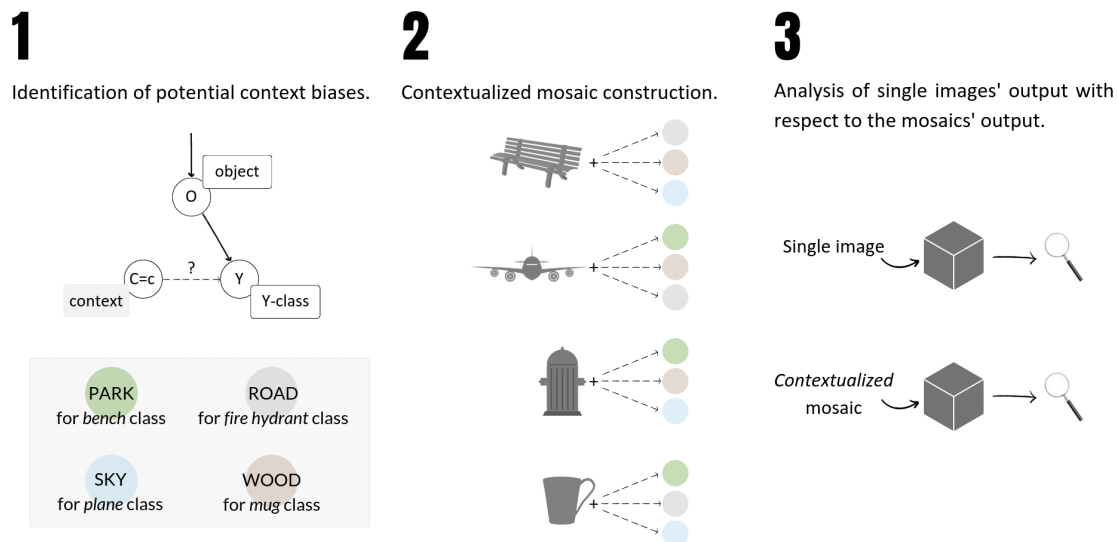 1
Identification of potential context biases.
object
O
?
C=c
Y
context
Y-class
PARK
for bench class
ROAD
for fire hydrant class
SKY
for plane class
WOOD
for mug class
2
Contextualized mosaic construction.
+
+
+
+
3
Analysis of single images' output with
respect to the mosaics' output.
Single image
Contextualized
mosaic